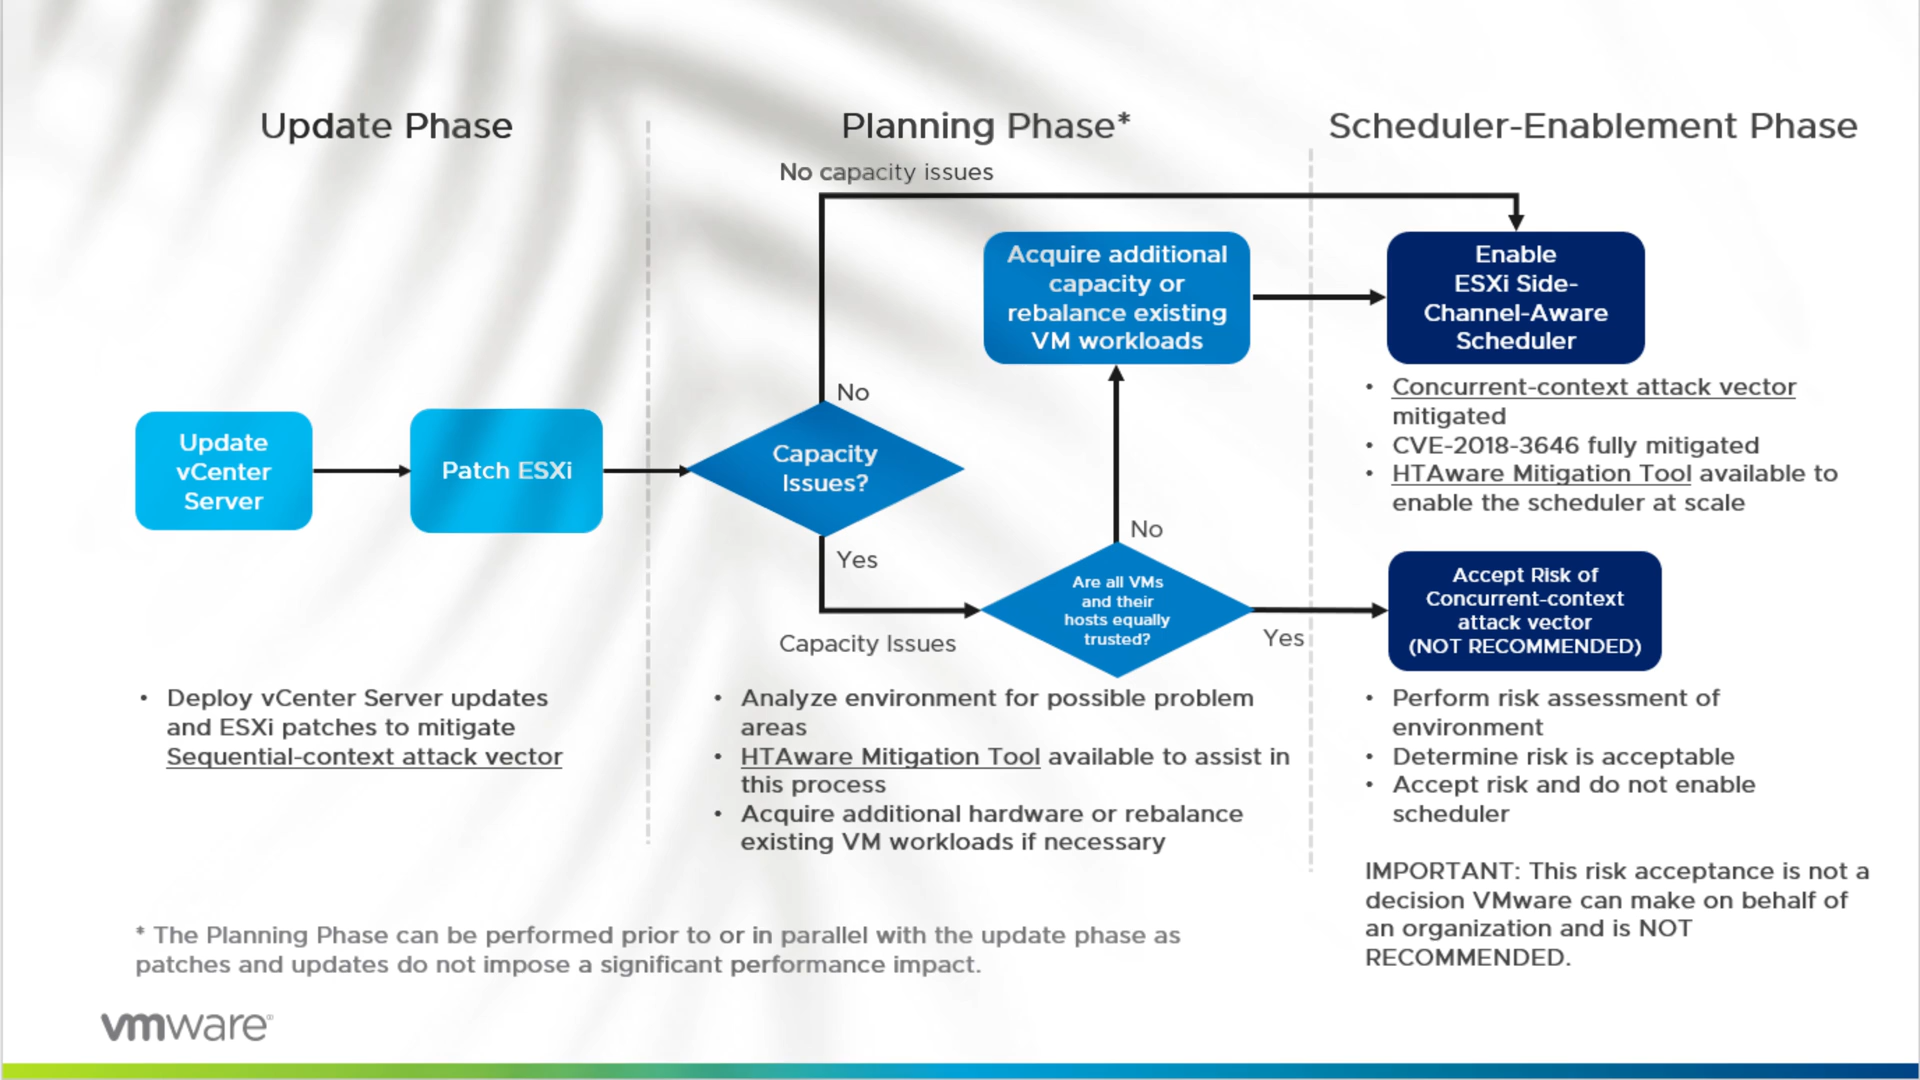 Update Phase
Planning Phase*
Scheduler-Enablement Phase
No capacity issues
Acquire additional
capacity or
rebalance existing
VM workloads
Enable
ESXi Side-
Channel-Aware
Scheduler
No
Update
vCenter
Server
Patch ESXi
Capacity
Issues?
• Concurrent-context attack vector
mitigated
• CVE-2018-3646 fully mitigated
• HTAware Mitigation Tool available to
enable the scheduler at scale
Yes
No
Capacity Issues
Are all VMs
and their
hosts equally
trusted?
Yes
Accept Risk of
Concurrent-context
attack vector
(NOT RECOMMENDED)
• Deploy vCenter Server updates
and ESXi patches to mitigate
Sequential-context attack vector
• Analyze environment for possible problem
areas
• HTAware Mitigation Tool available to assist in
this process
• Acquire additional hardware or rebalance
existing VM workloads if necessary
• Perform risk assessment of
environment
• Determine risk is acceptable
• Accept risk and do not enable
scheduler
IMPORTANT: This risk acceptance is not a
decision VMware can make on behalf of
an organization and is NOT
RECOMMENDED.
* The Planning Phase can be performed prior to or in parallel with the update phase as
patches and updates do not impose a significant performance impact.
vmware®